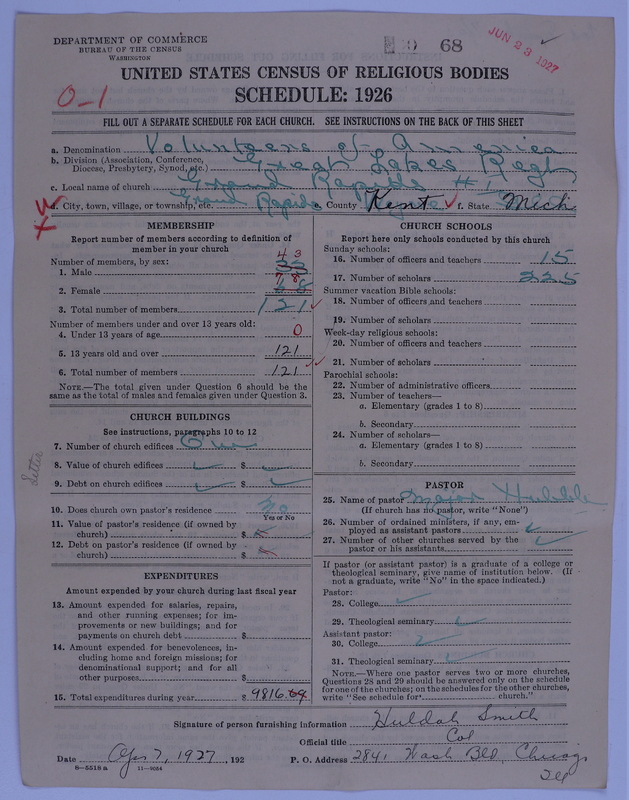 DEPARTMENT OF COMMERCE
BUREAU OF THE CENSUS
WASHINGTON
68
JUN 23 1927
UNITED STATES CENSUS OF RELIGIOUS BODIES
SCHEDULE: 1926
0-1
FILL OUT A SEPARATE SCHEDULE FOR EACH CHURCH. SEE INSTRUCTIONS ON THE BACK OF THIS SHEET
a. Denomination Volunteers of America
b. Division (Association, Conference, Diocese, Presbytery, Synod, etc.) Great Lakes Regt
c. Local name of church Grand Rapids #1
d. City, town, village, or township, etc. Grand Rapids e. County Kent f. State Mich
MEMBERSHIP
Report number of members according to definition of
member in your church
Number of members, by sex:
43
1. Male 33
78
2. Female 68
3. Total number of members 121
Number of members under and over 13 years old:
4. Under 13 years of age 0
5. 13 years old and over 121
6. Total number of members 121
NOTE.—The total given under Question 6 should be the
same as the total of males and females given under Question 3.
CHURCH BUILDINGS
See instructions, paragraphs 10 to 12
7. Number of church edifices One
8. Value of church edifices $
9. Debt on church edifices $
10. Does church own pastor's residence No
Yes or No
11. Value of pastor's residence (if owned by
church) $
12. Debt on pastor's residence (if owned by
church) $
Letter
EXPENDITURES
Amount expended by your church during last fiscal year
13. Amount expended for salaries, repairs,
and other running expenses; for im-
provements or new buildings; and for
payments on church debt $
14. Amount expended for benevolences, in-
cluding home and foreign missions; for
denominational support; and for all
other purposes $
15. Total expenditures during year $ 9816.64
CHURCH SCHOOLS
Report here only schools conducted by this church
Sunday schools:
16. Number of officers and teachers 15
17. Number of scholars 225
Summer vacation Bible schools:
18. Number of officers and teachers
19. Number of scholars
Week-day religious schools:
20. Number of officers and teachers
21. Number of scholars
Parochial schools:
22. Number of administrative officers
23. Number of teachers—
a. Elementary (grades 1 to 8)
b. Secondary
24. Number of scholars—
a. Elementary (grades 1 to 8)
b. Secondary
PASTOR
25. Name of pastor Major
(If church has no pastor, write "None")
26. Number of ordained ministers, if any, em-
ployed as assistant pastors
27. Number of other churches served by the
pastor or his assistants
If pastor (or assistant pastor) is a graduate of a college or
theological seminary, give name of institution below. (If
not a graduate, write "No" in the space indicated.)
Pastor:
28. College
29. Theological seminary
Assistant pastor:
30. College
31. Theological seminary
NOTE.—Where one pastor serves two or more churches,
Questions 28 and 29 should be answered only on the schedule
for one of the churches; on the schedules for the other churches,
write "See schedule for church."
Signature of person furnishing information Huldah Smith
Official title Col
Date Apr 7, 1927, 192 P. O. Address 2841 Wash Bld, Chicago
Ill
8—5518 a 11—9054